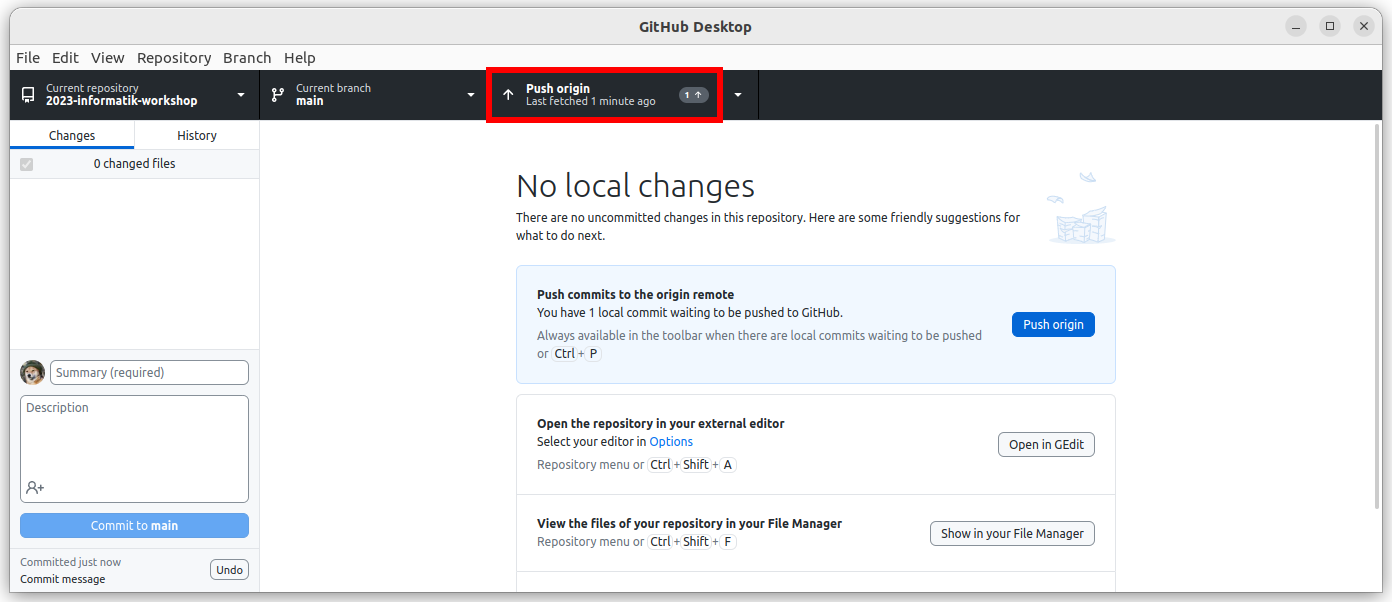 GitHub Desktop
File Edit View Repository Branch Help
Current repository
2023-informatik-workshop
Current branch
main
Push origin
Last fetched 1 minute ago
1
Changes
History
0 changed files
No local changes
There are no uncommitted changes in this repository. Here are some friendly suggestions for
what to do next.
Push commits to the origin remote
You have 1 local commit waiting to be pushed to GitHub.
Always available in the toolbar when there are local commits waiting to be pushed
or Ctrl + P
Push origin
Open the repository in your external editor
Select your editor in Options
Repository menu or Ctrl + Shift + A
Open in GEdit
View the files of your repository in your File Manager
Repository menu or Ctrl + Shift + F
Show in your File Manager
Summary (required)
Description
Commit to main
Committed just now
Commit message
Undo